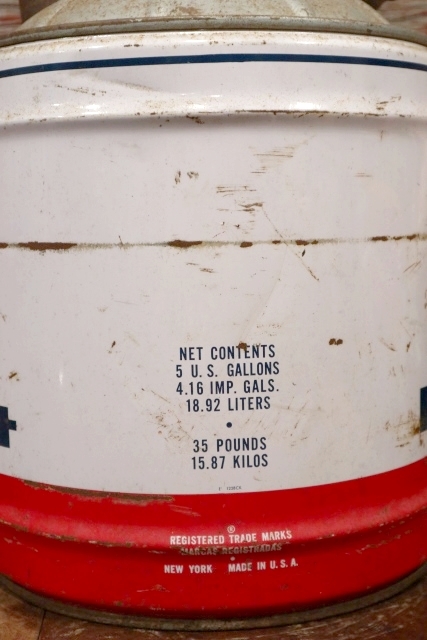 NET CONTENTS
5 U.S. GALLONS
4.16 IMP. GALS.
18.92 LITERS
•
35 POUNDS
15.87 KILOS
®
REGISTERED TRADE MARKS
MARCAS REGISTRADAS
NEW YORK MADE IN U.S.A.